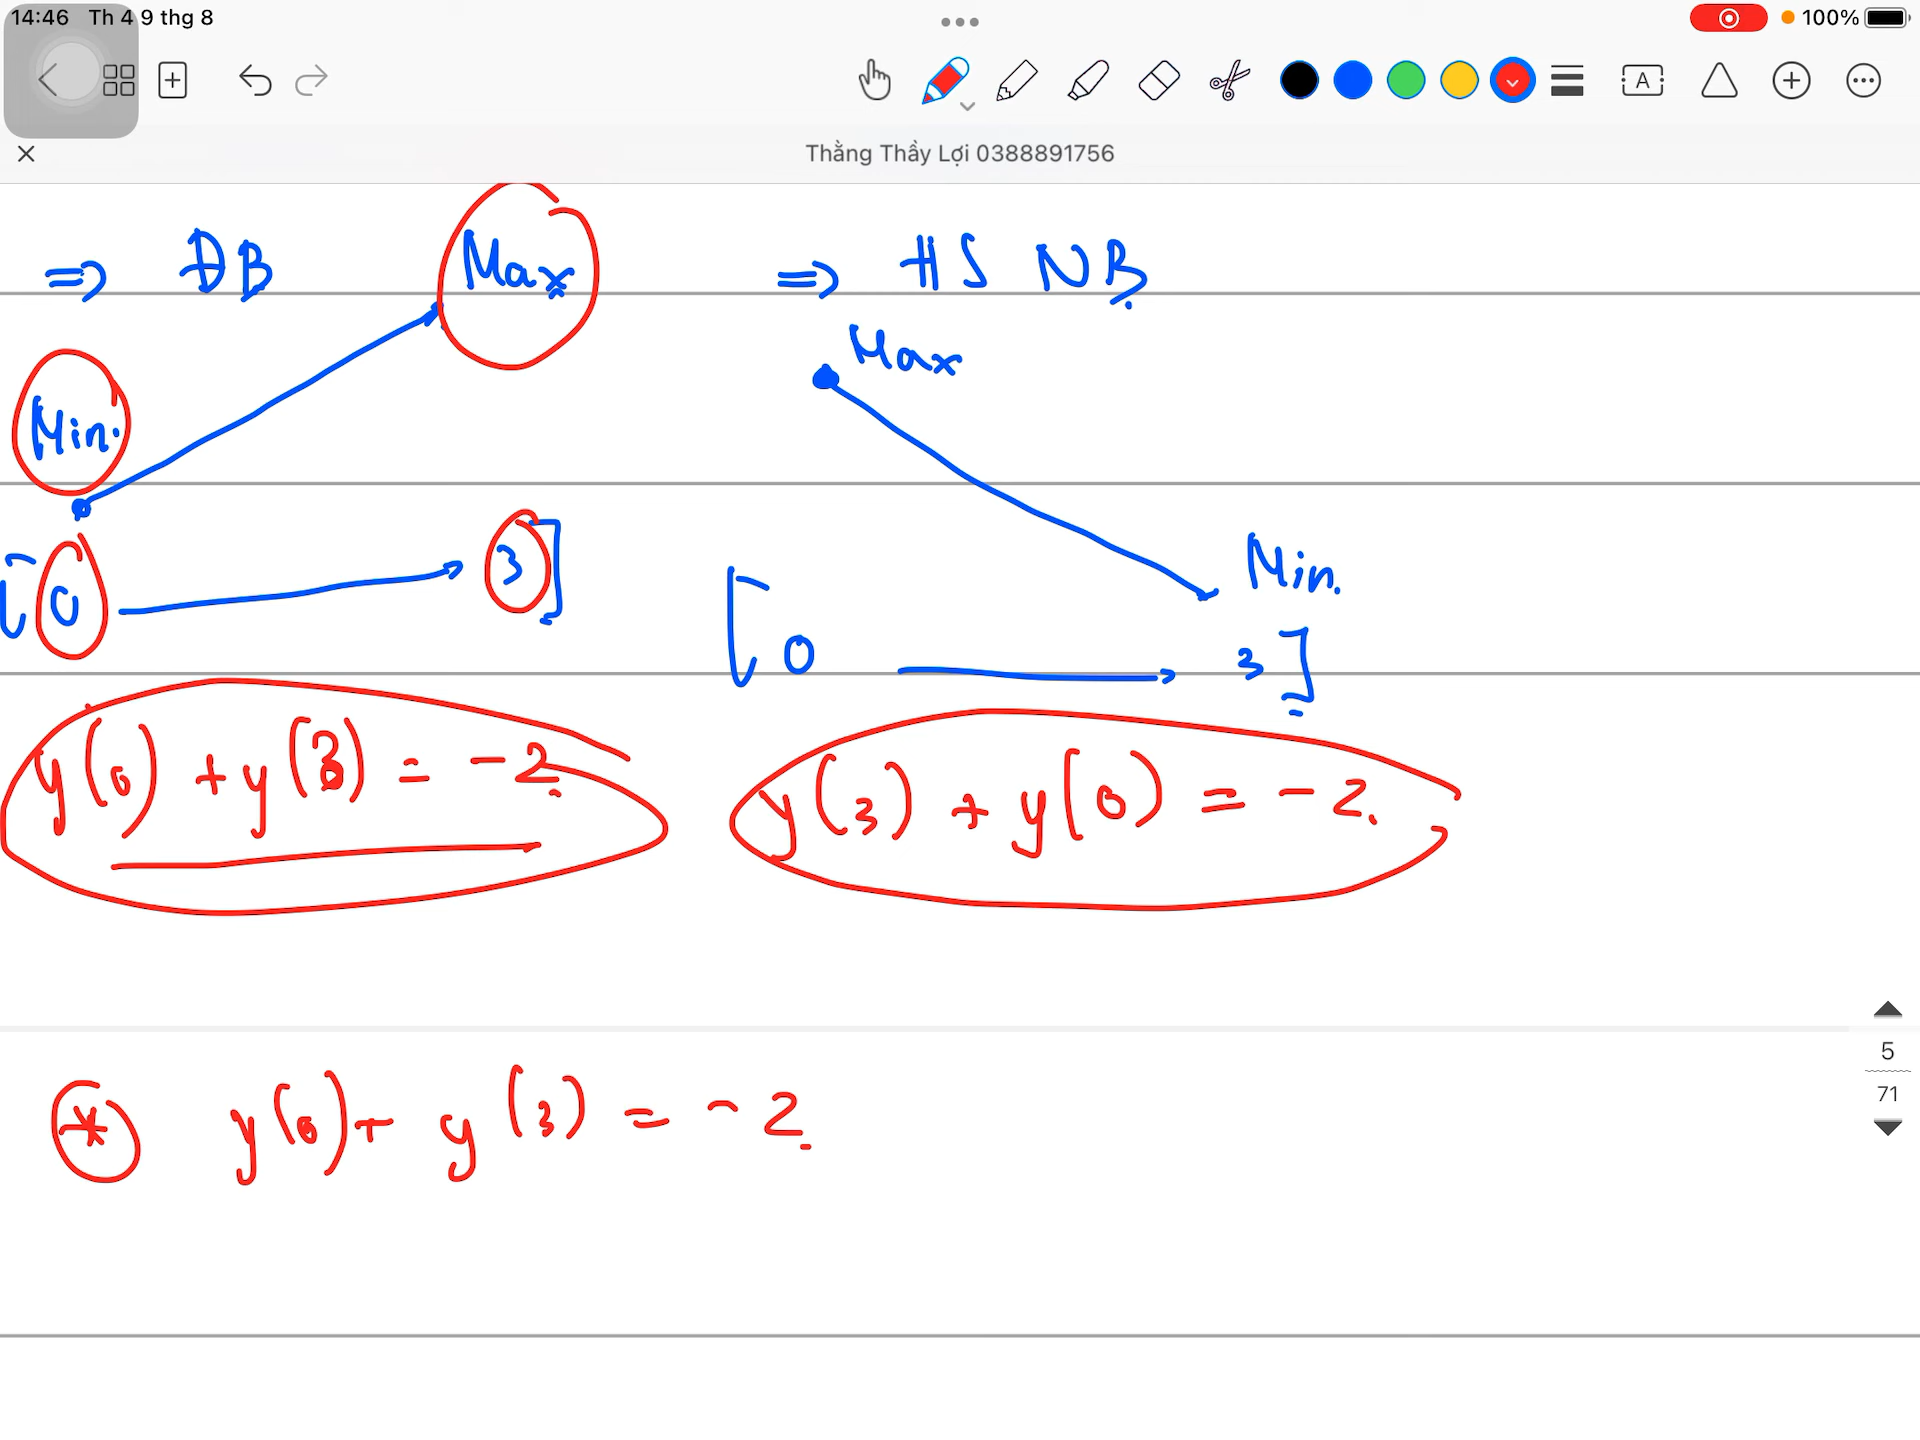 14:46 Th 4 9 thg 8
100%
A
Thằng Thầy Lợi 0388891756
⇒ ĐB Max
⇒ HS NB
Max
Min.
[0 → 3]
Min.
[0 → 3]
y(0) + y(3) = -2
y(3) + y(0) = -2.
5
71
* y(0) + y(3) = -2